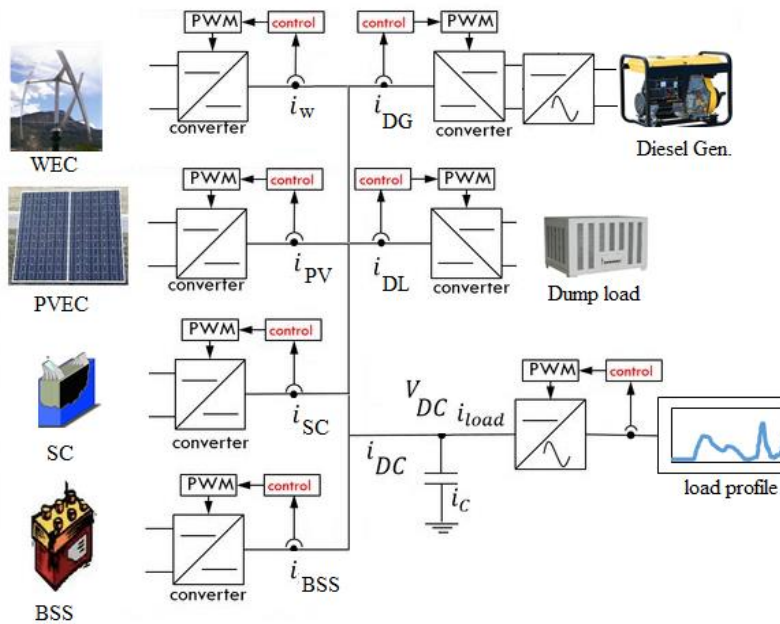 PWM control control PWM
i_w i_DG
converter converter
WEC Diesel Gen.
PWM control control PWM
i_PV i_DL
converter converter
PVEC Dump load
PWM control
i_SC
converter
SC
PWM control
V_DC i_load
i_DC
i_C
load profile
PWM control
i_BSS
converter
BSS